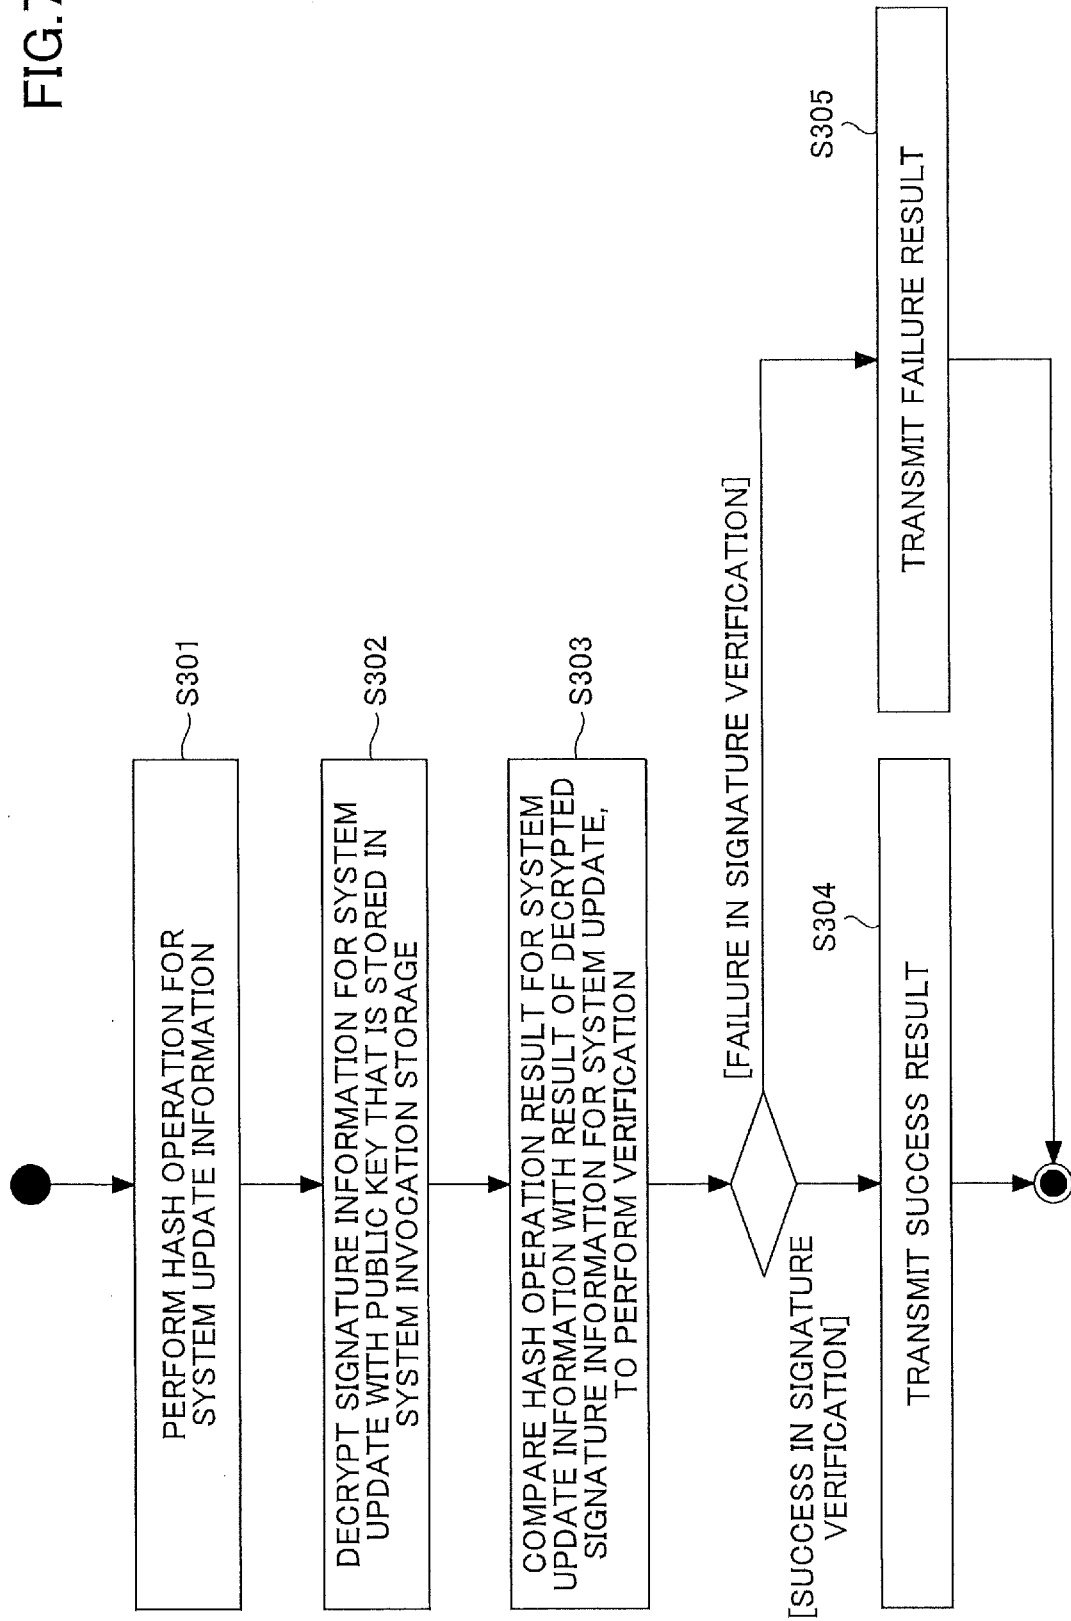 FIG.7
PERFORM HASH OPERATION FOR
SYSTEM UPDATE INFORMATION
S301
DECRYPT SIGNATURE INFORMATION FOR SYSTEM
UPDATE WITH PUBLIC KEY THAT IS STORED IN
SYSTEM INVOCATION STORAGE
S302
COMPARE HASH OPERATION RESULT FOR SYSTEM
UPDATE INFORMATION WITH RESULT OF DECRYPTED
SIGNATURE INFORMATION FOR SYSTEM UPDATE,
TO PERFORM VERIFICATION
S303
[FAILURE IN SIGNATURE VERIFICATION]
[SUCCESS IN SIGNATURE
VERIFICATION]
S304
TRANSMIT SUCCESS RESULT
S305
TRANSMIT FAILURE RESULT